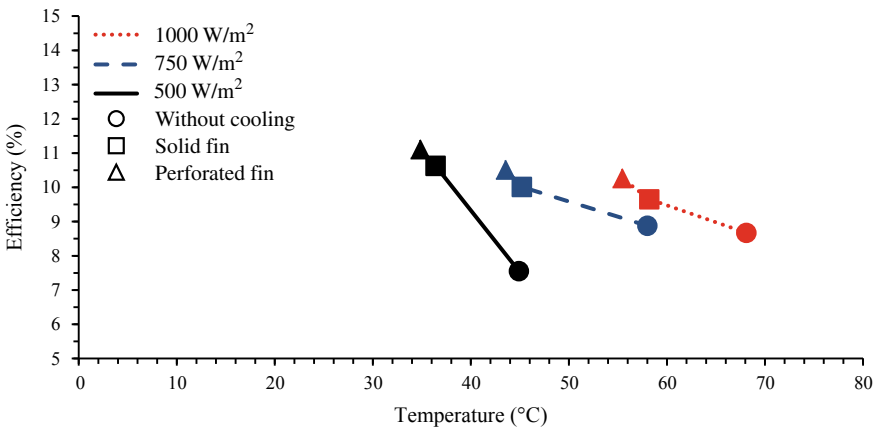 15
14
13
12
11
10
9
8
7
6
5
Efficiency (%)
1000 W/m²
750 W/m²
500 W/m²
Without cooling
Solid fin
Perforated fin
0 10 20 30 40 50 60 70 80
Temperature (°C)